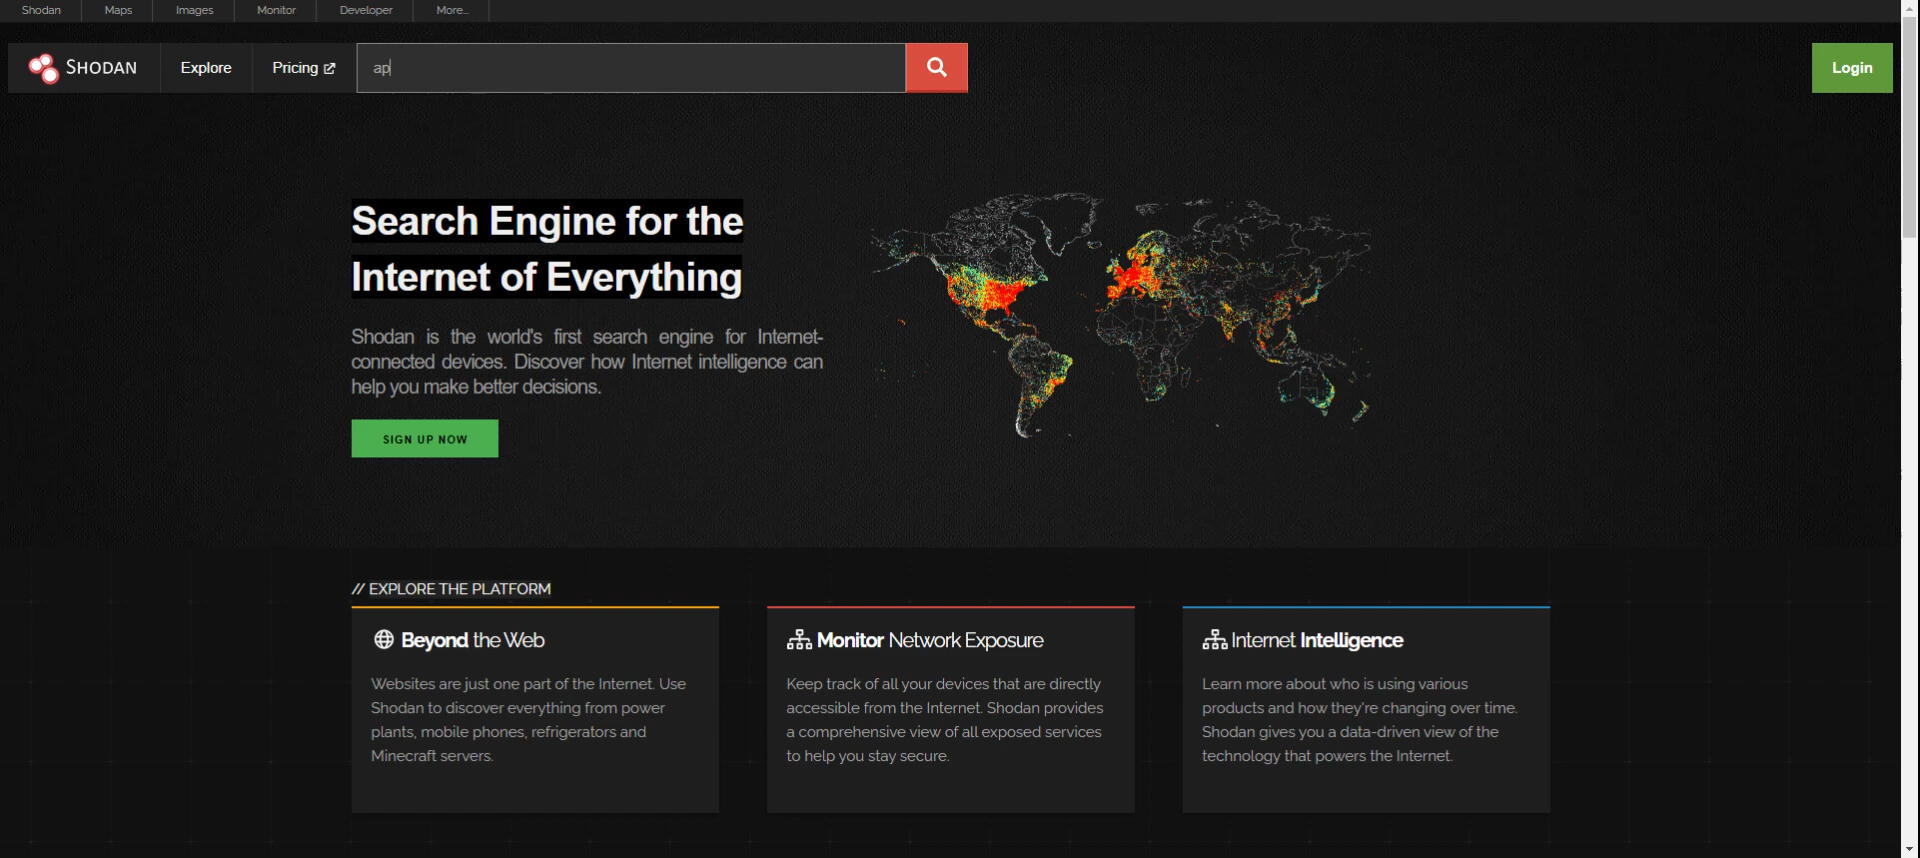 Shodan Maps Images Monitor Developer More...
SHODAN Explore Pricing ap Login
Search Engine for the
Internet of Everything
Shodan is the world's first search engine for Internet-
connected devices. Discover how Internet intelligence can
help you make better decisions.
SIGN UP NOW
// EXPLORE THE PLATFORM
Beyond the Web
Websites are just one part of the Internet. Use
Shodan to discover everything from power
plants, mobile phones, refrigerators and
Minecraft servers.
Monitor Network Exposure
Keep track of all your devices that are directly
accessible from the Internet. Shodan provides
a comprehensive view of all exposed services
to help you stay secure.
Internet Intelligence
Learn more about who is using various
products and how they're changing over time.
Shodan gives you a data-driven view of the
technology that powers the Internet.